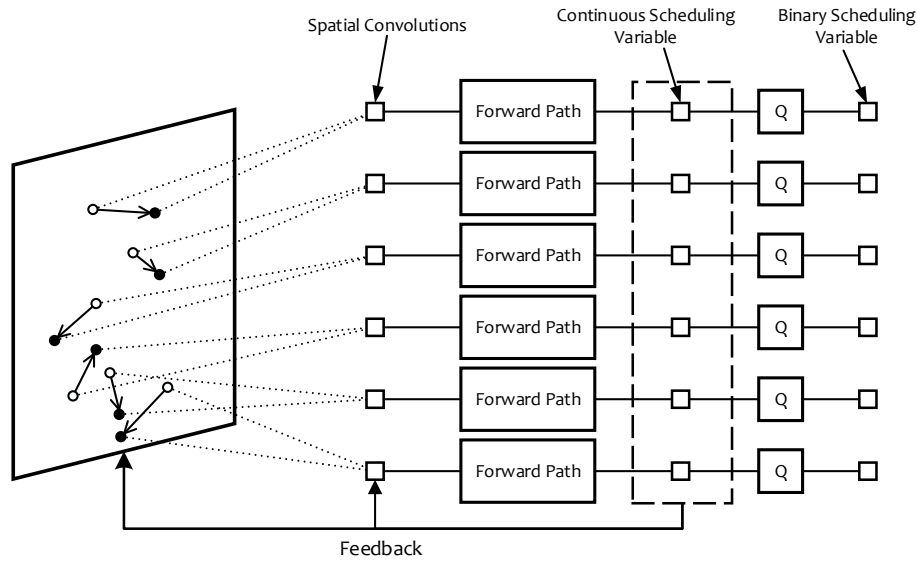 Spatial Convolutions
Continuous Scheduling
Variable
Binary Scheduling
Variable
Forward Path
Q
Forward Path
Q
Forward Path
Q
Forward Path
Q
Forward Path
Q
Forward Path
Q
Feedback